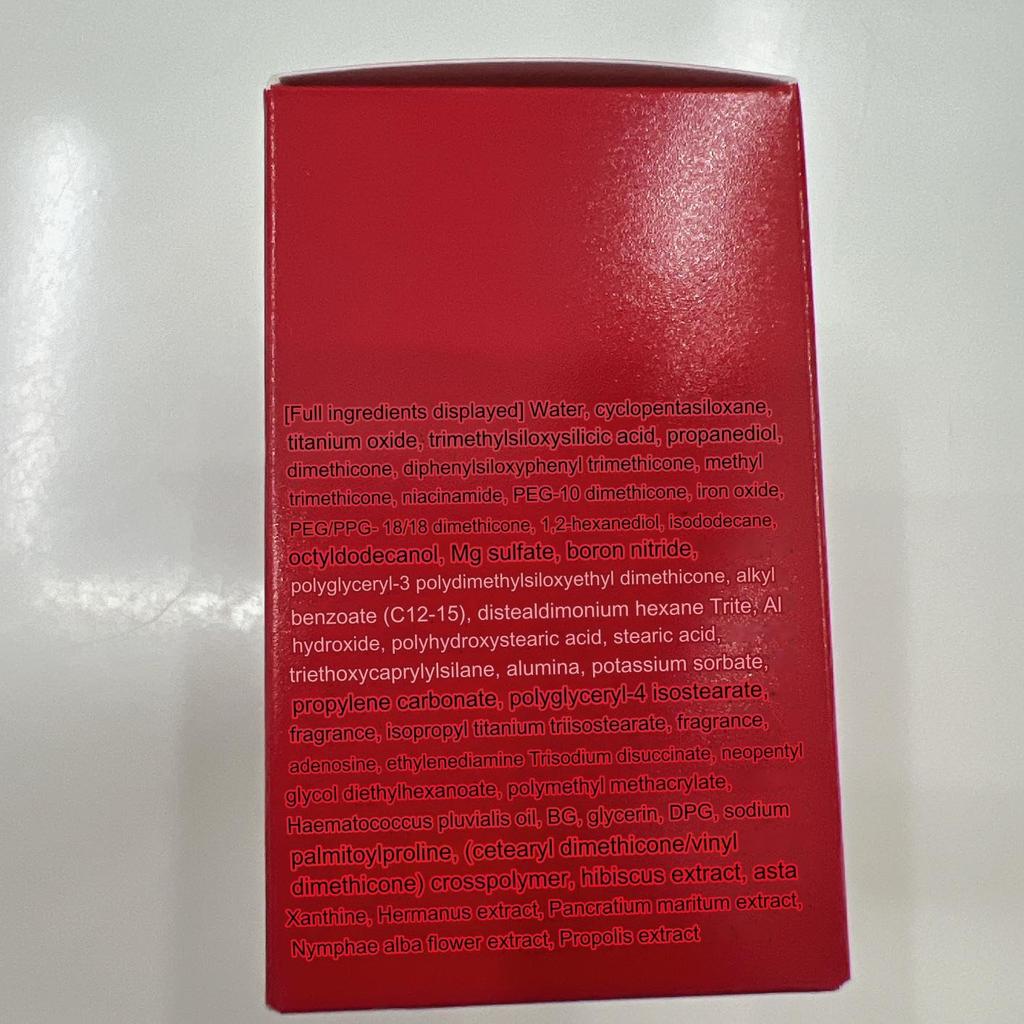 [Full ingredients displayed] Water, cyclopentasiloxane,
titanium oxide, trimethylsiloxysilicic acid, propanediol,
dimethicone, diphenylsiloxyphenyl trimethicone, methyl
trimethicone, niacinamide, PEG-10 dimethicone, iron oxide,
PEG/PPG- 18/18 dimethicone, 1,2-hexanediol, isododecane,
octyldodecanol, Mg sulfate, boron nitride,
polyglyceryl-3 polydimethylsiloxyethyl dimethicone, alkyl
benzoate (C12-15), distealdimonium hexane Trite, Al
hydroxide, polyhydroxystearic acid, stearic acid,
triethoxycaprylylsilane, alumina, potassium sorbate,
propylene carbonate, polyglyceryl-4 isostearate,
fragrance, isopropyl titanium triisostearate, fragrance,
adenosine, ethylenediamine Trisodium disuccinate, neopentyl
glycol diethylhexanoate, polymethyl methacrylate,
Haematococcus pluvialis oil, BG, glycerin, DPG, sodium
palmitoylproline, (cetearyl dimethicone/vinyl
dimethicone) crosspolymer, hibiscus extract, asta
Xanthine, Hermanus extract, Pancratium maritum extract,
Nymphae alba flower extract, Propolis extract